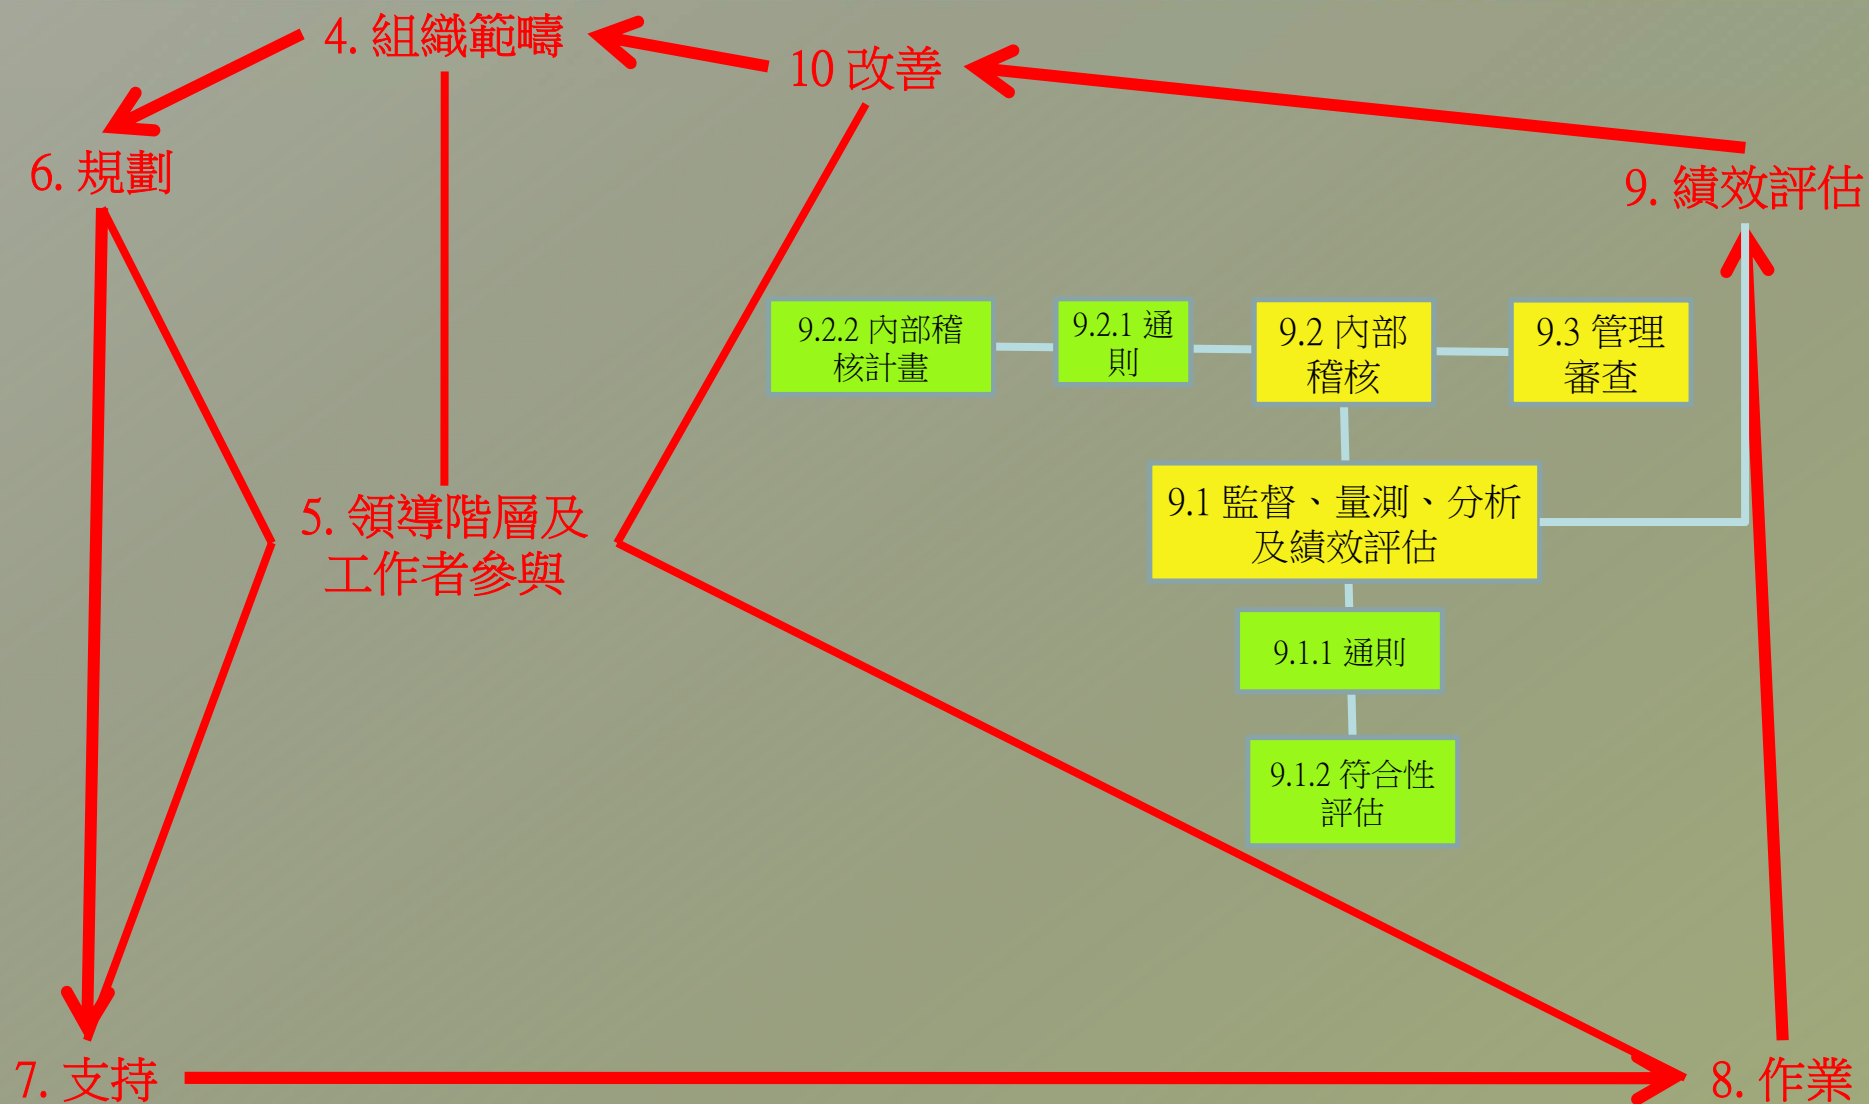 4. 組織範疇
10 改善
6. 規劃
9. 績效評估
9.2.2 內部稽
核計畫
9.2.1 通
則
9.2 內部
稽核
9.3 管理
審查
5. 領導階層及
工作者參與
9.1 監督、量測、分析
及績效評估
9.1.1 通則
9.1.2 符合性
評估
7. 支持
8. 作業